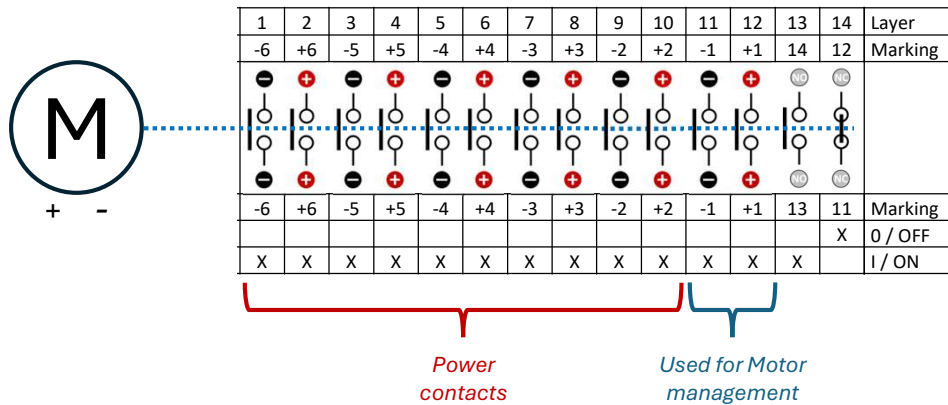 1 2 3 4 5 6 7 8 9 10 11 12 13 14 Layer
-6 +6 -5 +5 -4 +4 -3 +3 -2 +2 -1 +1 14 12 Marking
− + − + − + − + − + − + NO NC
M
+ -
− + − + − + − + − + − + NO NC
-6 +6 -5 +5 -4 +4 -3 +3 -2 +2 -1 +1 13 11 Marking
X 0 / OFF
X X X X X X X X X X X X X I / ON
Power
contacts
Used for Motor
management